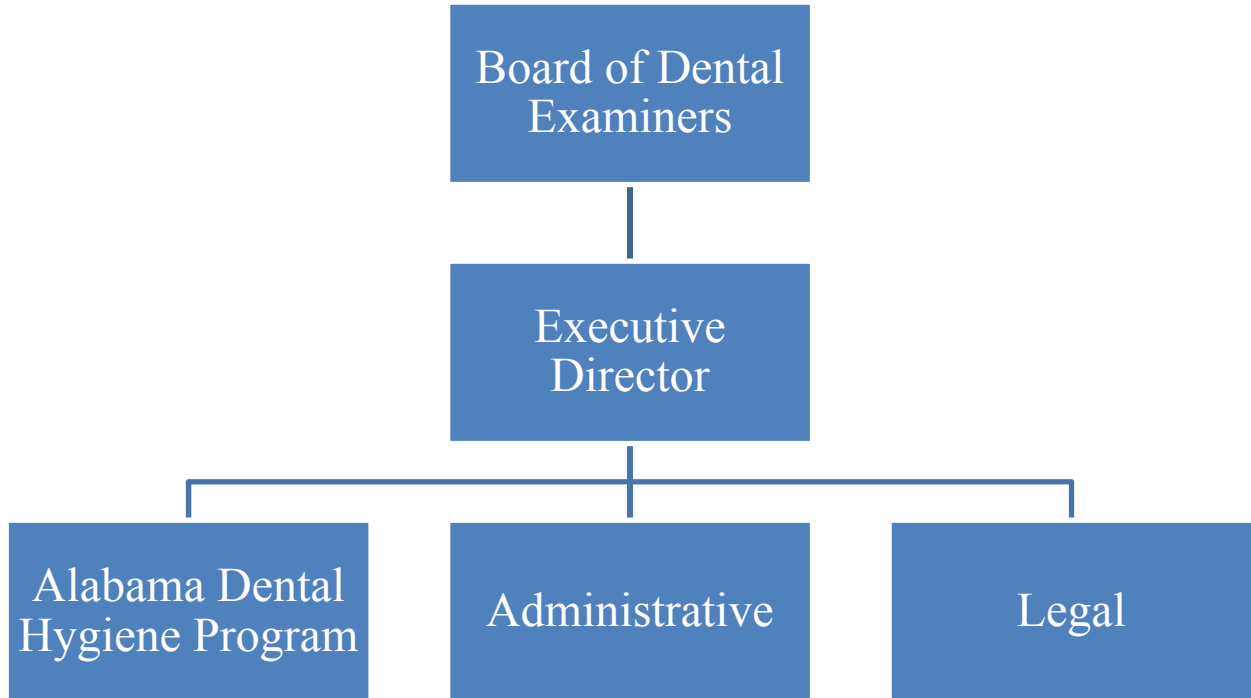 Board of Dental
Examiners
Executive
Director
Alabama Dental
Hygiene Program
Administrative
Legal